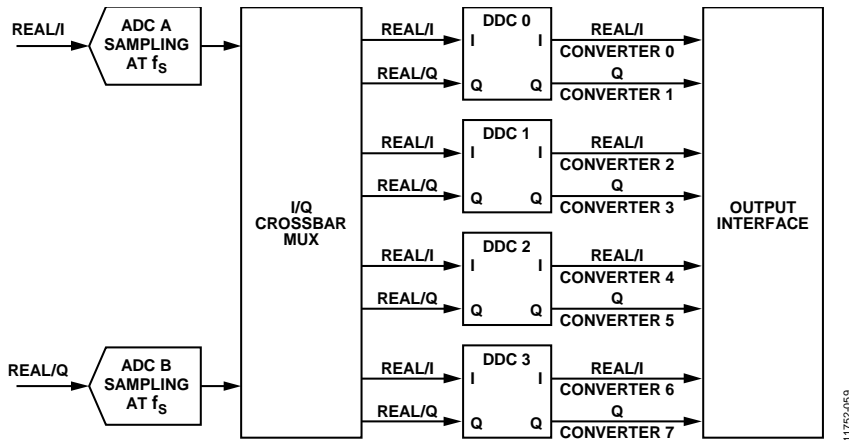 REAL/I
ADC A
SAMPLING
AT fS
I/Q
CROSSBAR
MUX
REAL/Q
ADC B
SAMPLING
AT fS
REAL/I
REAL/Q
DDC 0
I
I
Q
Q
REAL/I
CONVERTER 0
Q
CONVERTER 1
REAL/I
REAL/Q
DDC 1
I
I
Q
Q
REAL/I
CONVERTER 2
Q
CONVERTER 3
REAL/I
REAL/Q
DDC 2
I
I
Q
Q
REAL/I
CONVERTER 4
Q
CONVERTER 5
REAL/I
REAL/Q
DDC 3
I
I
Q
Q
REAL/I
CONVERTER 6
Q
CONVERTER 7
OUTPUT
INTERFACE
11752-059